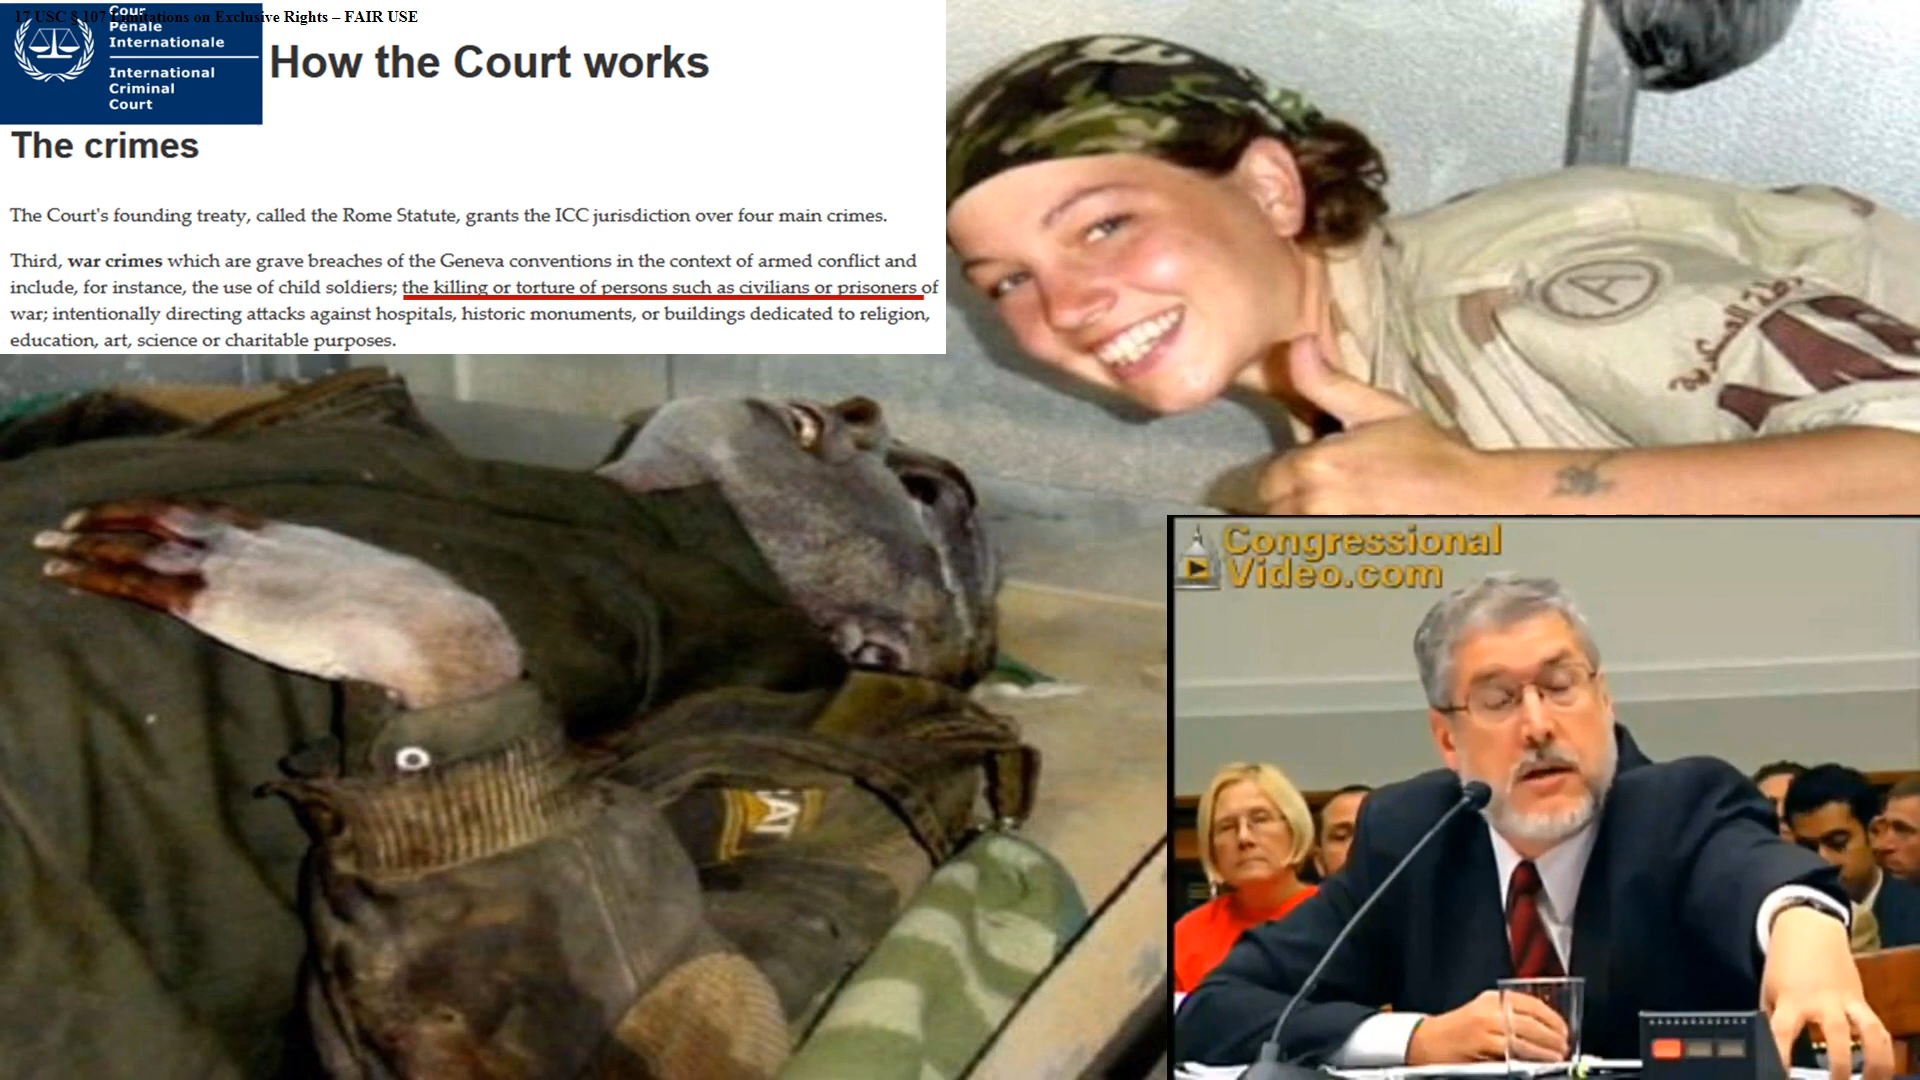 17 USC § 107 Limitations on Exclusive Rights – FAIR USE
Cour
Pénale
Internationale
International
Criminal
Court
How the Court works
The crimes
The Court's founding treaty, called the Rome Statute, grants the ICC jurisdiction over four main crimes.
Third, war crimes which are grave breaches of the Geneva conventions in the context of armed conflict and
include, for instance, the use of child soldiers; the killing or torture of persons such as civilians or prisoners of
war; intentionally directing attacks against hospitals, historic monuments, or buildings dedicated to religion,
education, art, science or charitable purposes.
A
Congressional
Video.com